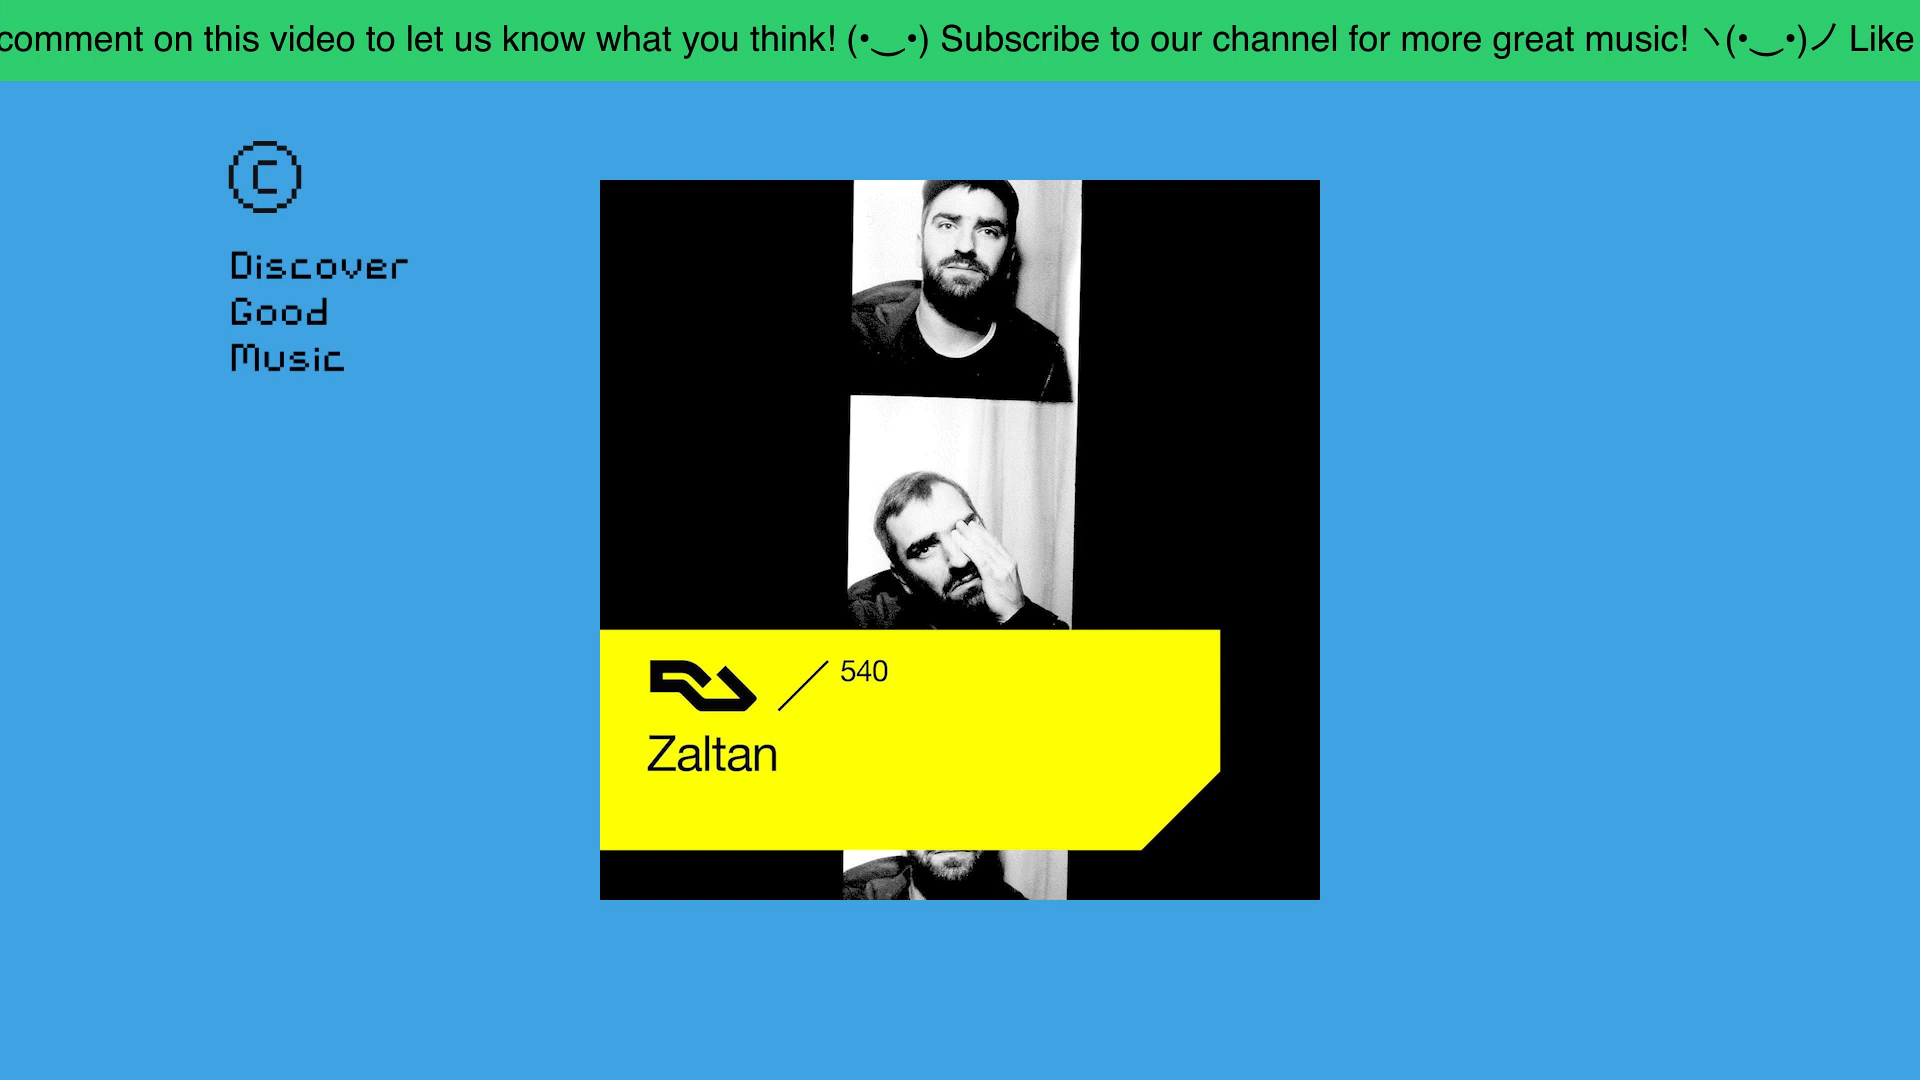 comment on this video to let us know what you think! (•‿•) Subscribe to our channel for more great music! ヽ(•‿•)ノ Like
©
Discover
Good
Music
RA / 540
Zaltan